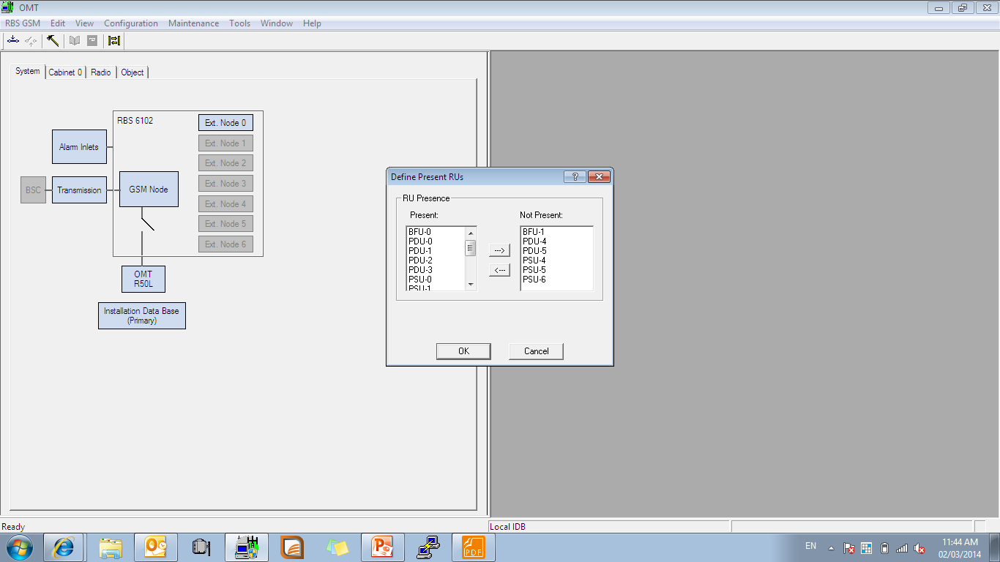 OMT
RBS GSM Edit View Configuration Maintenance Tools Window Help
System Cabinet 0 Radio Object
RBS 6102
Ext. Node 0
Ext. Node 1
Ext. Node 2
Ext. Node 3
Ext. Node 4
Ext. Node 5
Ext. Node 6
Alarm Inlets
BSC
Transmission
GSM Node
OMT
R50L
Installation Data Base
(Primary)
Define Present RUs
RU Presence
Present:
BFU-0
PDU-0
PDU-1
PDU-2
PDU-3
PSU-0
PSU-1
--->
<---
Not Present:
BFU-1
PDU-4
PDU-5
PSU-4
PSU-5
PSU-6
OK Cancel
Ready
Local IDB
PDF
EN
11:44 AM
02/03/2014